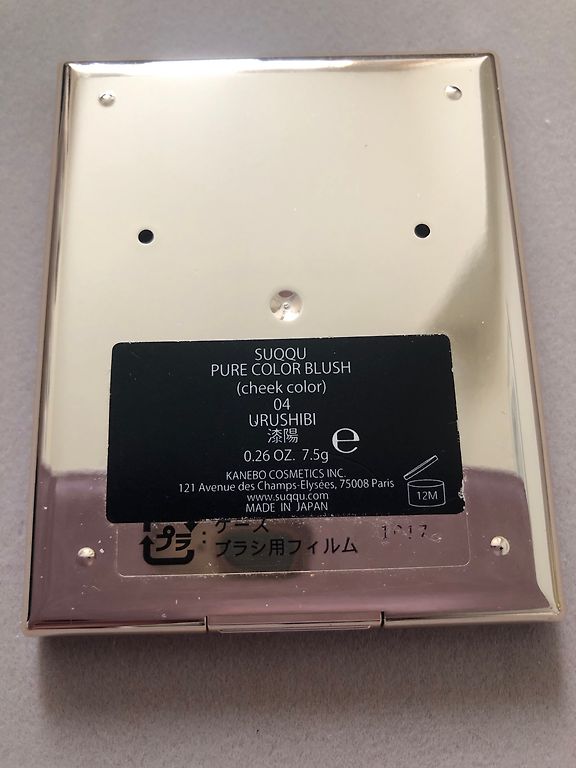 SUQQU
PURE COLOR BLUSH
(cheek color)
04
URUSHIBI
漆陽
0.26 OZ. 7.5g ℮
KANEBO COSMETICS INC.
121 Avenue des Champs-Elysées, 75008 Paris
www.suqqu.com
MADE IN JAPAN
12M
プラ : ケース
ブラシ用フィルム